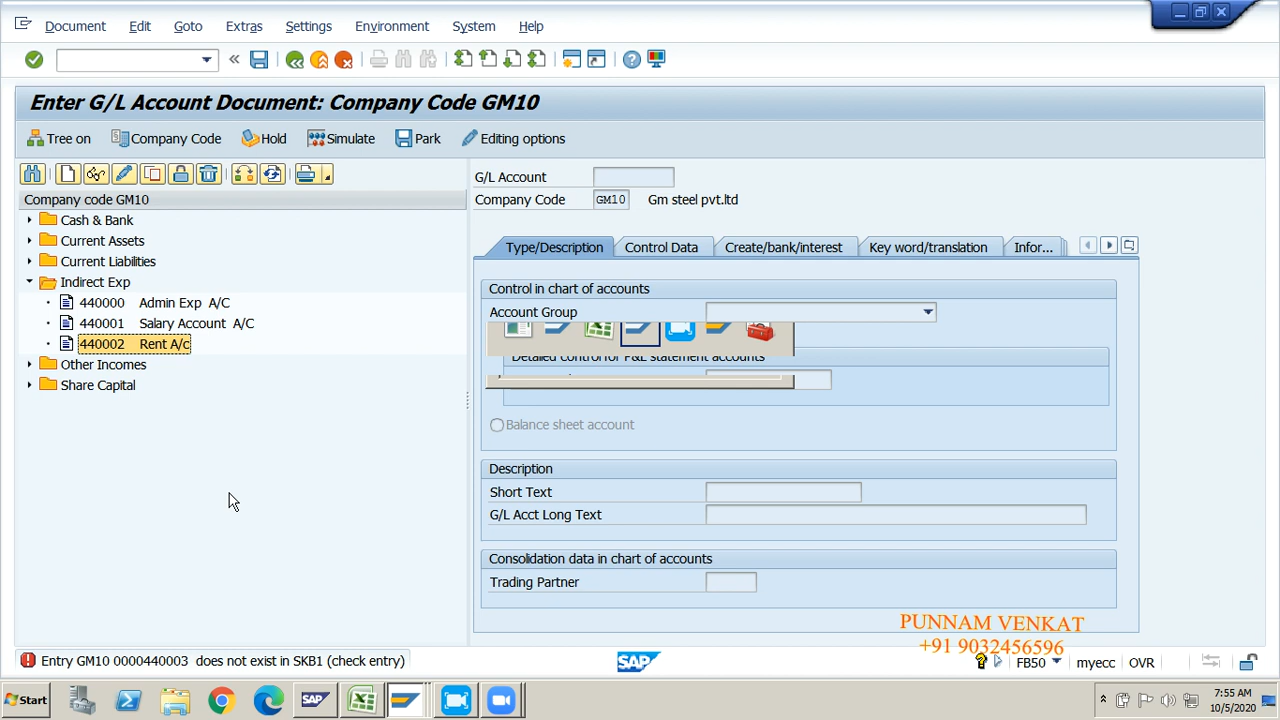 Document Edit Goto Extras Settings Environment System Help
Enter G/L Account Document: Company Code GM10
Tree on Company Code Hold Simulate Park Editing options
Company code GM10
Cash & Bank
Current Assets
Current Liabilities
Indirect Exp
440000 Admin Exp A/C
440001 Salary Account A/C
440002 Rent A/c
Other Incomes
Share Capital
G/L Account
Company Code GM10 Gm steel pvt.ltd
Type/Description Control Data Create/bank/interest Key word/translation Infor...
Control in chart of accounts
Account Group
Detailed control for P&L statement accounts
Balance sheet account
Description
Short Text
G/L Acct Long Text
Consolidation data in chart of accounts
Trading Partner
PUNNAM VENKAT
+91 9032456596
Entry GM10 0000440003 does not exist in SKB1 (check entry)
SAP
FB50 myecc OVR
Start
SAP
7:55 AM
10/5/2020